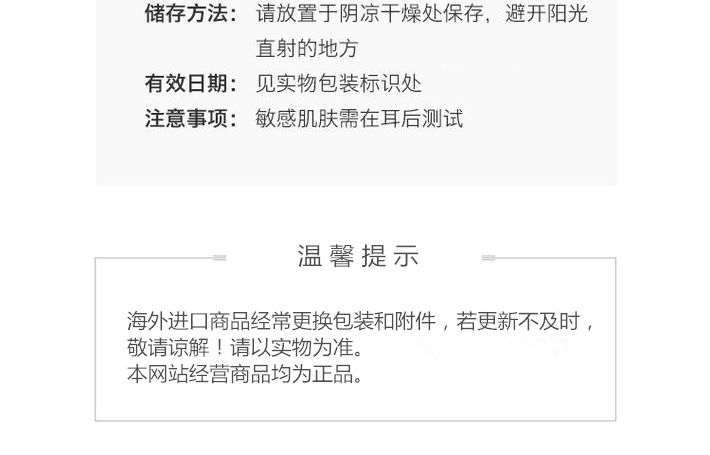 储存方法： 请放置于阴凉干燥处保存，避开阳光
直射的地方
有效日期： 见实物包装标识处
注意事项： 敏感肌肤需在耳后测试
温馨提示
海外进口商品经常更换包装和附件，若更新不及时，
敬请谅解！请以实物为准。
本网站经营商品均为正品。